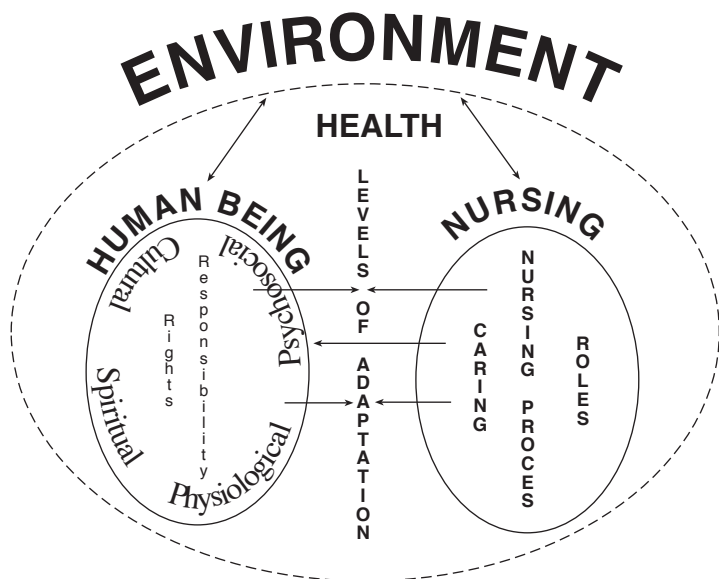 ENVIRONMENT
HEALTH
HUMAN BEING
NURSING
LEVELS OF ADAPTATION
Cultural
Psychosocial
Responsibility
Rights
Spiritual
Physiological
CARING
NURSING PROCES
ROLES